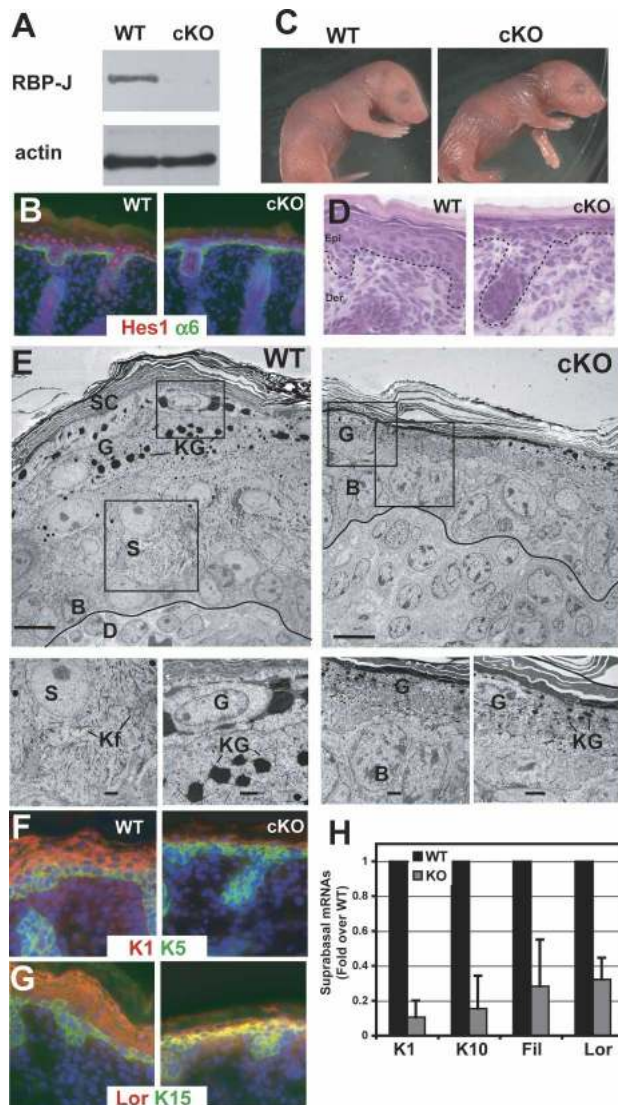 A
WT cKO
RBP-J
actin
C
WT cKO
B
WT cKO
Hes1 α6
D
WT cKO
Epi
Der
E
WT
SC
G
KG
S
B
D
cKO
G
B
S
Kf
G
KG
G
B
G
KG
F
WT cKO
K1 K5
G
Lor K15
H
WT
KO
Suprabasal mRNAs
(Fold over WT)
1
0.8
0.6
0.4
0.2
0
K1 K10 Fil Lor